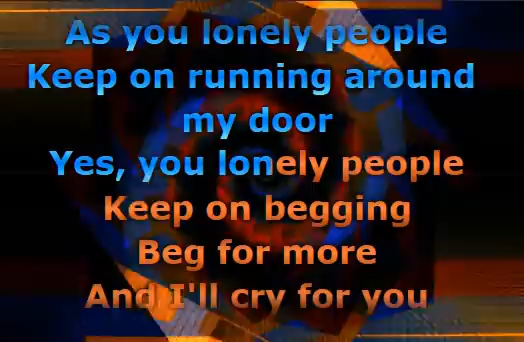 As you lonely people
Keep on running around
my door
Yes, you lonely people
Keep on begging
Beg for more
And I'll cry for you